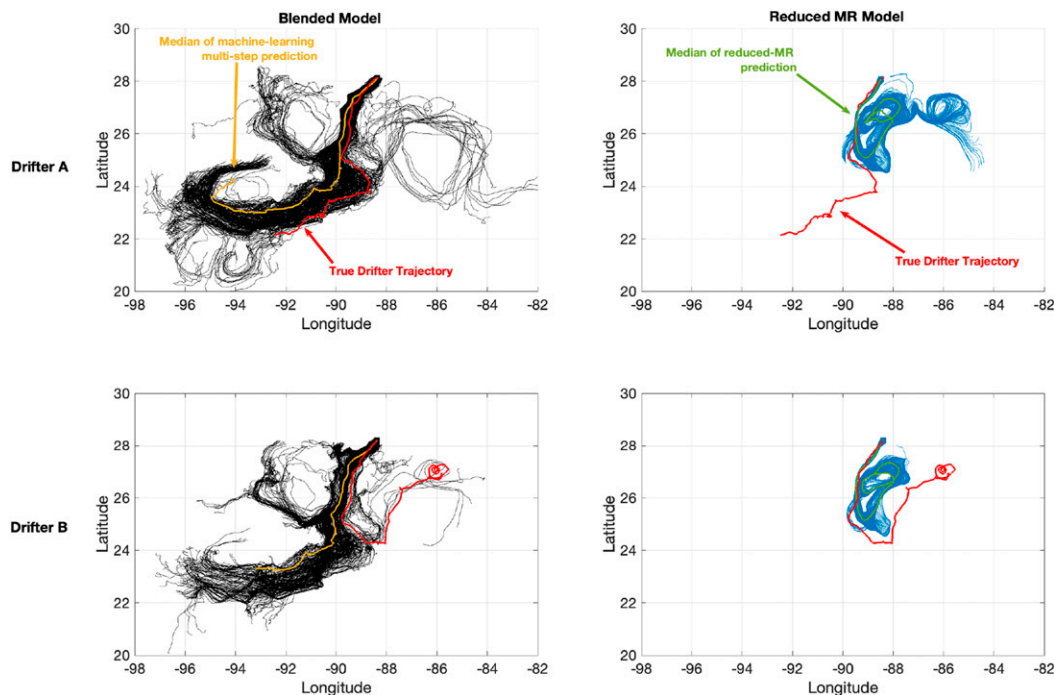 Blended Model
Reduced MR Model
Median of machine-learning
multi-step prediction
Median of reduced-MR
prediction
Drifter A
Latitude
30
28
26
24
22
20
True Drifter Trajectory
-98 -96 -94 -92 -90 -88 -86 -84 -82
Longitude
Latitude
30
28
26
24
22
20
True Drifter Trajectory
-98 -96 -94 -92 -90 -88 -86 -84 -82
Longitude
Drifter B
Latitude
30
28
26
24
22
20
-98 -96 -94 -92 -90 -88 -86 -84 -82
Longitude
Latitude
30
28
26
24
22
20
-98 -96 -94 -92 -90 -88 -86 -84 -82
Longitude